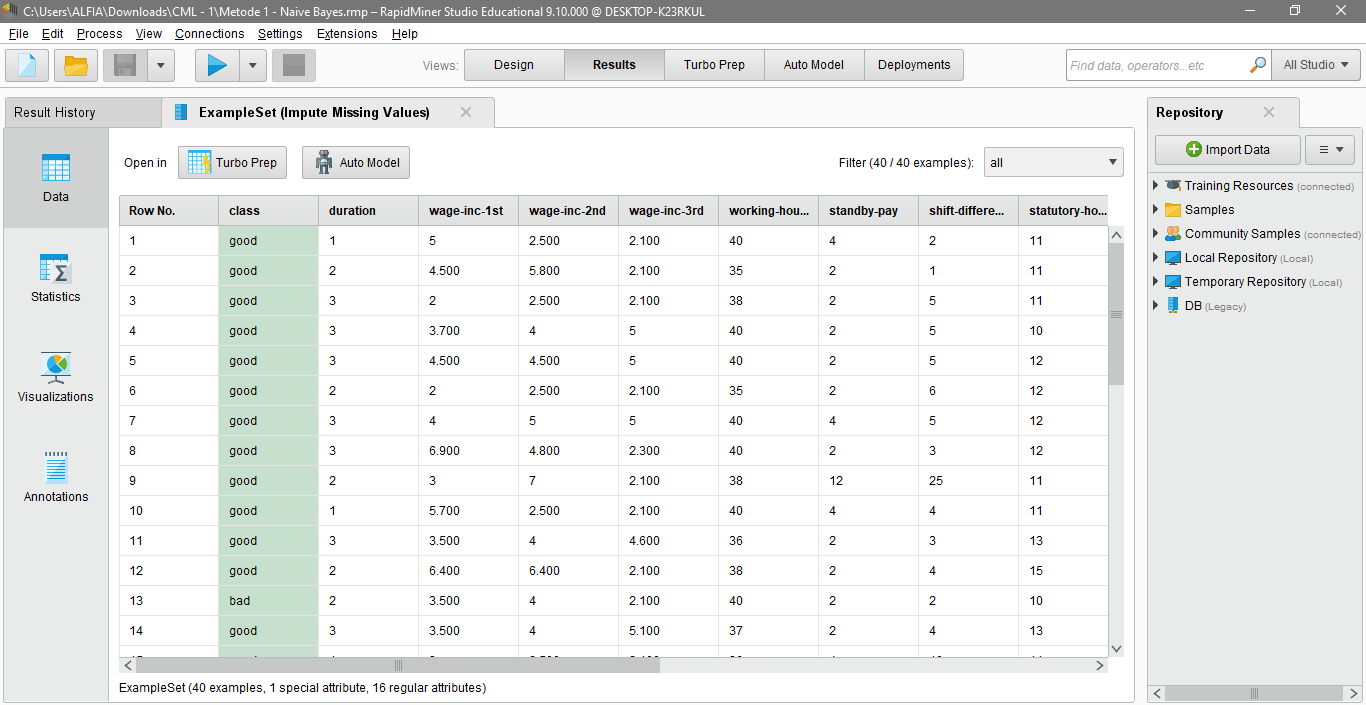 C:\Users\ALFIA\Downloads\CML - 1\Metode 1 - Naive Bayes.rmp – RapidMiner Studio Educational 9.10.000 @ DESKTOP-K23RKUL
File Edit Process View Connections Settings Extensions Help
Views: Design Results Turbo Prep Auto Model Deployments Find data, operators...etc All Studio
Result History ExampleSet (Impute Missing Values)
Data
Statistics
Visualizations
Annotations
Open in Turbo Prep Auto Model Filter (40 / 40 examples): all
Row No. class duration wage-inc-1st wage-inc-2nd wage-inc-3rd working-hou... standby-pay shift-differe... statutory-ho...
1 good 1 5 2.500 2.100 40 4 2 11
2 good 2 4.500 5.800 2.100 35 2 1 11
3 good 3 2 2.500 2.100 38 2 5 11
4 good 3 3.700 4 5 40 2 5 10
5 good 3 4.500 4.500 5 40 2 5 12
6 good 2 2 2.500 2.100 35 2 6 12
7 good 3 4 5 5 40 4 5 12
8 good 3 6.900 4.800 2.300 40 2 3 12
9 good 2 3 7 2.100 38 12 25 11
10 good 1 5.700 2.500 2.100 40 4 4 11
11 good 3 3.500 4 4.600 36 2 3 13
12 good 2 6.400 6.400 2.100 38 2 4 15
13 bad 2 3.500 4 2.100 40 2 2 10
14 good 3 3.500 4 5.100 37 2 4 13
ExampleSet (40 examples, 1 special attribute, 16 regular attributes)
Repository
Import Data
Training Resources (connected)
Samples
Community Samples (connected)
Local Repository (Local)
Temporary Repository (Local)
DB (Legacy)